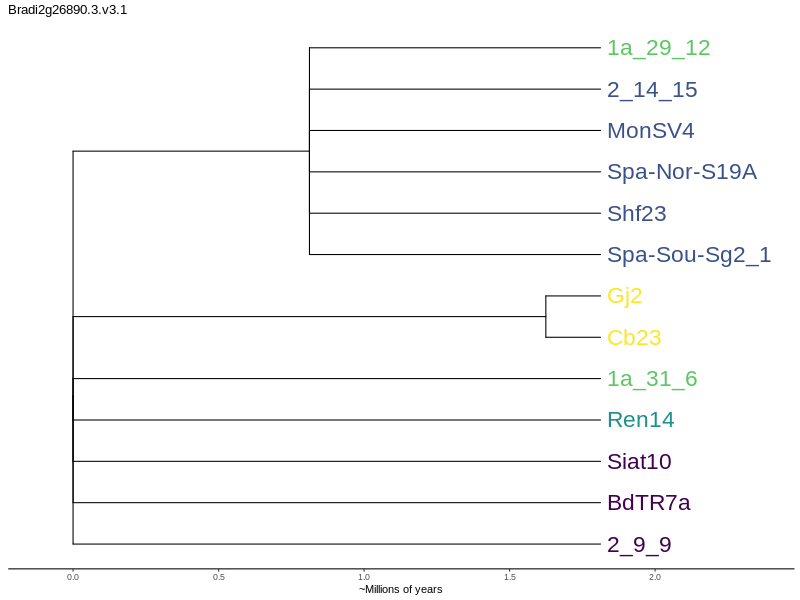 Bradi2g26890.3.v3.1
1a_29_12
2_14_15
MonSV4
Spa-Nor-S19A
Shf23
Spa-Sou-Sg2_1
Gj2
Cb23
1a_31_6
Ren14
Siat10
BdTR7a
2_9_9
0.0 0.5 1.0 1.5 2.0
~Millions of years